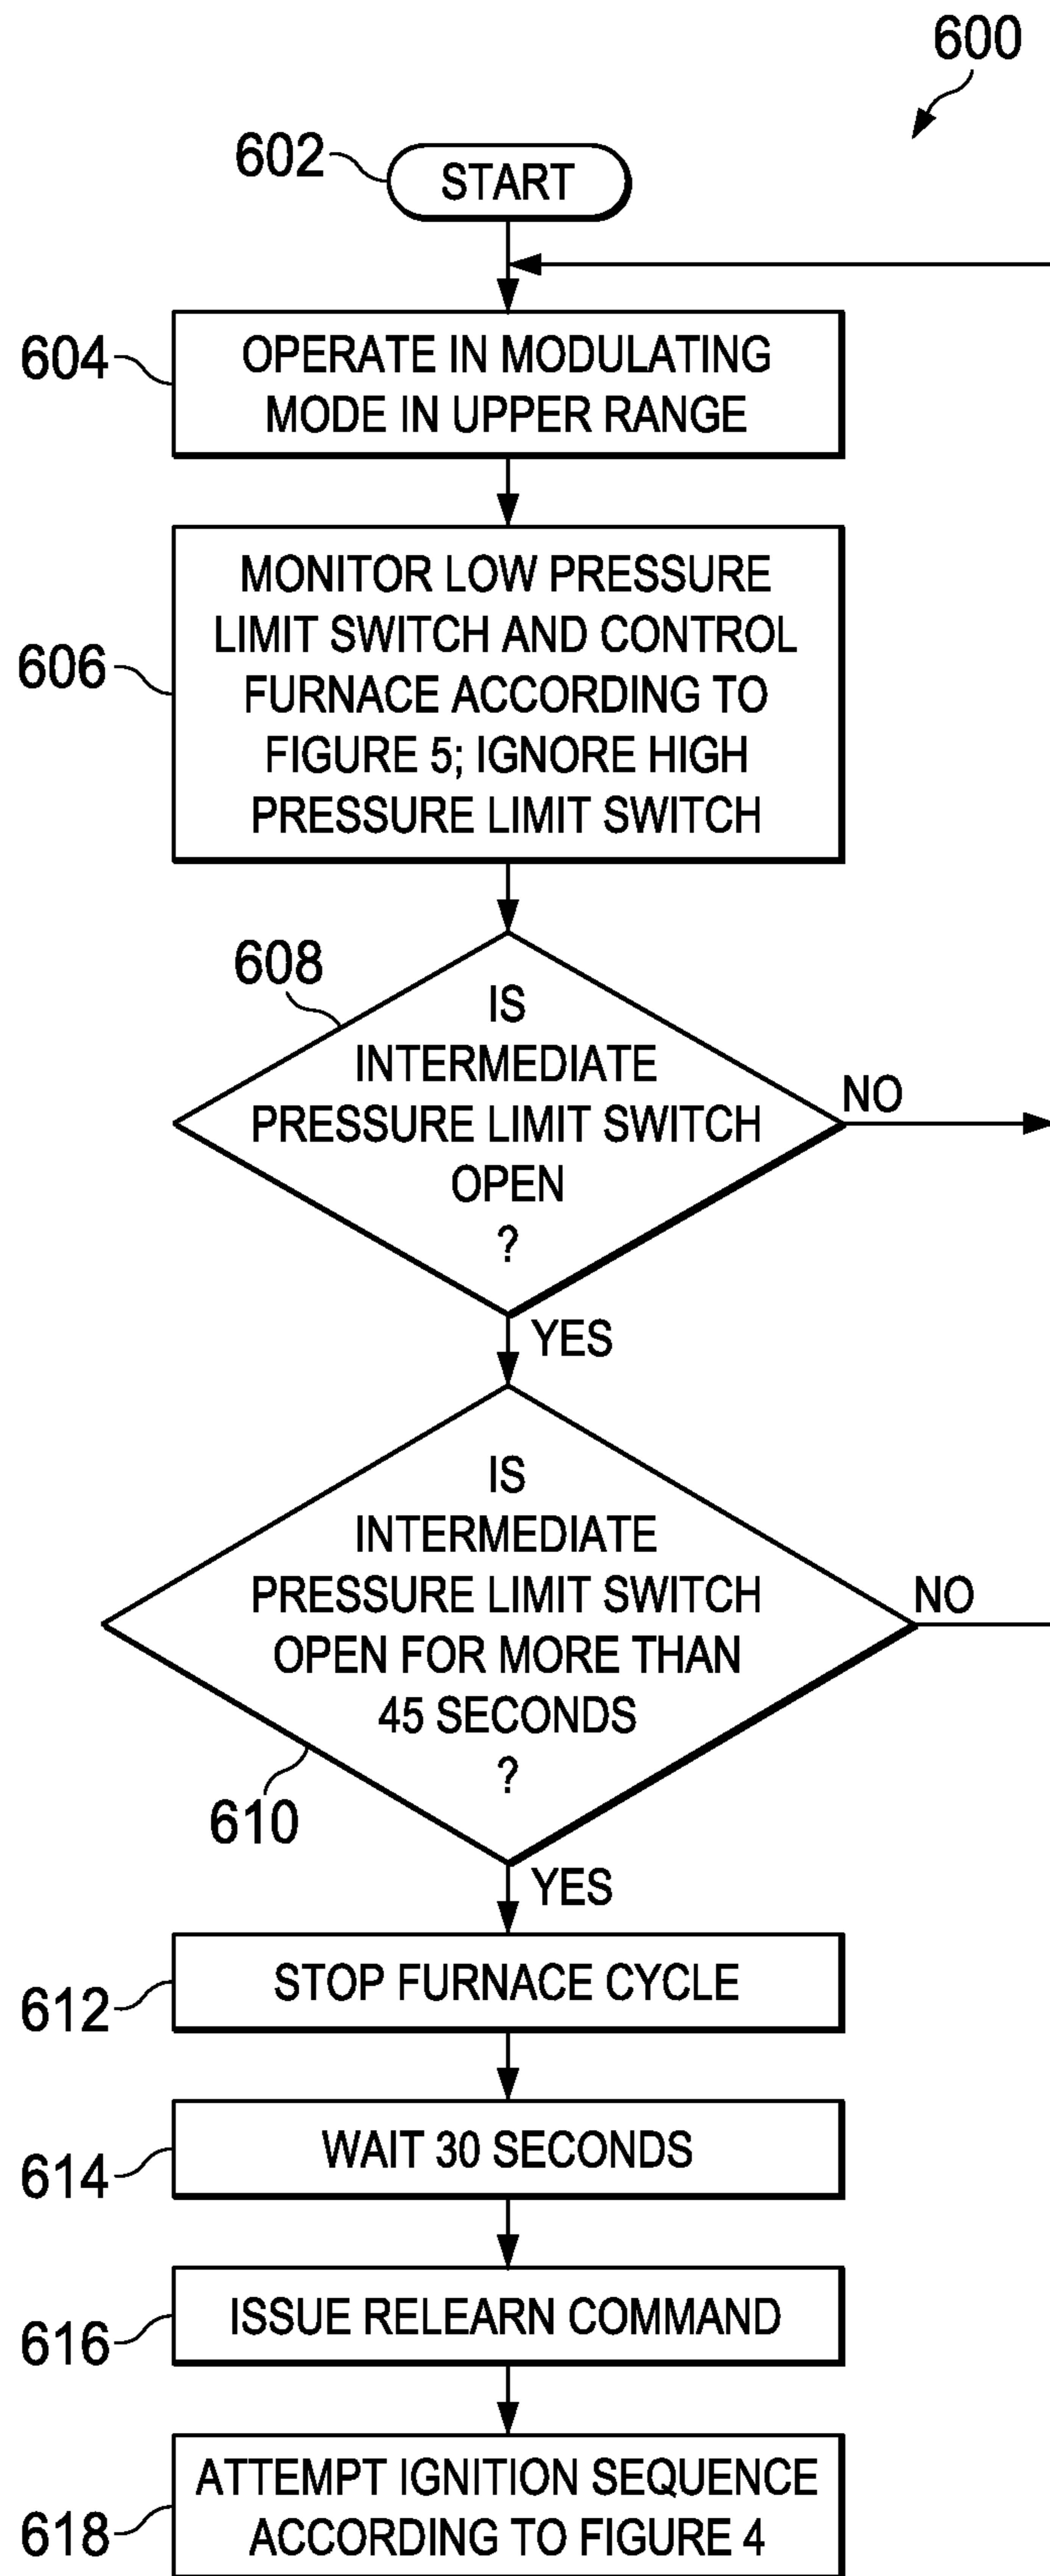 600
602
START
604
OPERATE IN MODULATING
MODE IN UPPER RANGE
606
MONITOR LOW PRESSURE
LIMIT SWITCH AND CONTROL
FURNACE ACCORDING TO
FIGURE 5; IGNORE HIGH
PRESSURE LIMIT SWITCH
608
IS
INTERMEDIATE
PRESSURE LIMIT SWITCH
OPEN
?
NO
YES
IS
INTERMEDIATE
PRESSURE LIMIT SWITCH
OPEN FOR MORE THAN
45 SECONDS
?
NO
610
YES
612
STOP FURNACE CYCLE
614
WAIT 30 SECONDS
616
ISSUE RELEARN COMMAND
618
ATTEMPT IGNITION SEQUENCE
ACCORDING TO FIGURE 4